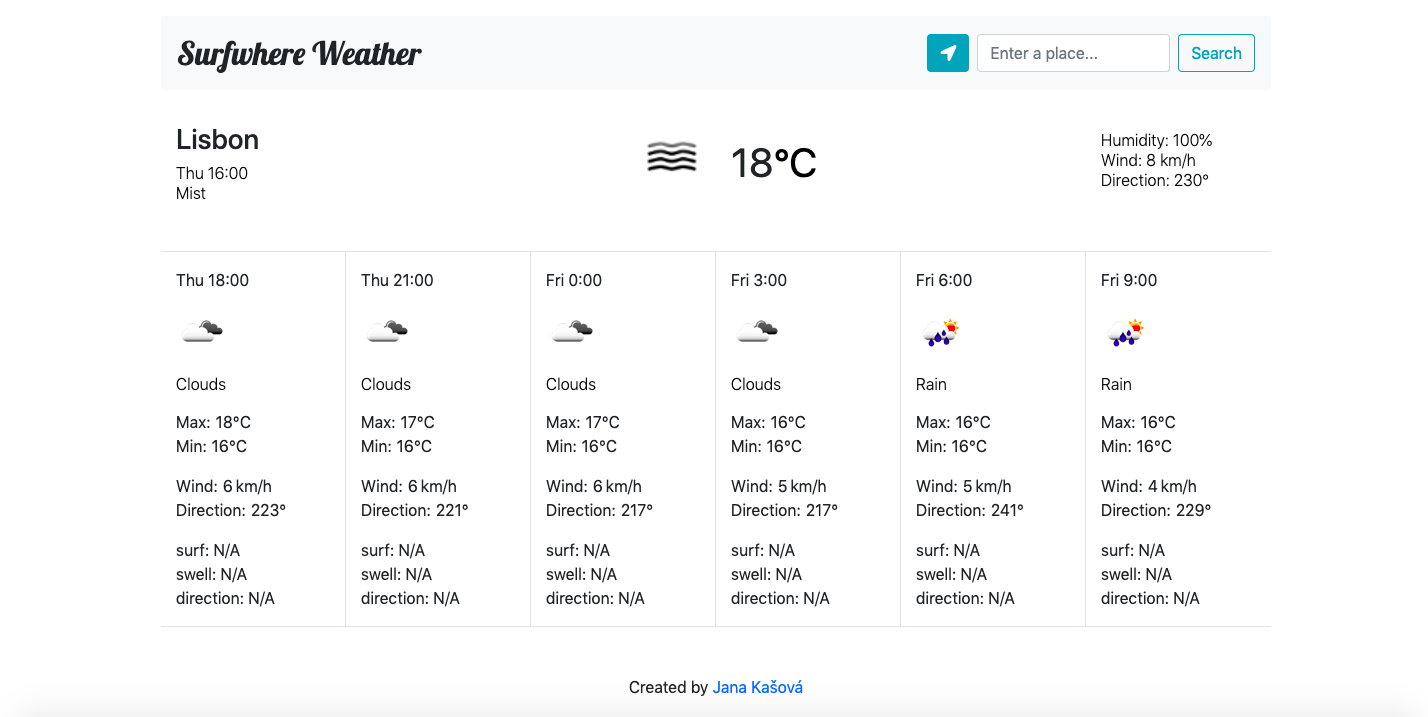 Surfwhere Weather
Enter a place...
Search
Lisbon
Thu 16:00
Mist
18°C
Humidity: 100%
Wind: 8 km/h
Direction: 230°
Thu 18:00
Clouds
Max: 18°C
Min: 16°C
Wind: 6 km/h
Direction: 223°
surf: N/A
swell: N/A
direction: N/A
Thu 21:00
Clouds
Max: 17°C
Min: 16°C
Wind: 6 km/h
Direction: 221°
surf: N/A
swell: N/A
direction: N/A
Fri 0:00
Clouds
Max: 17°C
Min: 16°C
Wind: 6 km/h
Direction: 217°
surf: N/A
swell: N/A
direction: N/A
Fri 3:00
Clouds
Max: 16°C
Min: 16°C
Wind: 5 km/h
Direction: 217°
surf: N/A
swell: N/A
direction: N/A
Fri 6:00
Rain
Max: 16°C
Min: 16°C
Wind: 5 km/h
Direction: 241°
surf: N/A
swell: N/A
direction: N/A
Fri 9:00
Rain
Max: 16°C
Min: 16°C
Wind: 4 km/h
Direction: 229°
surf: N/A
swell: N/A
direction: N/A
Created by Jana Kašová